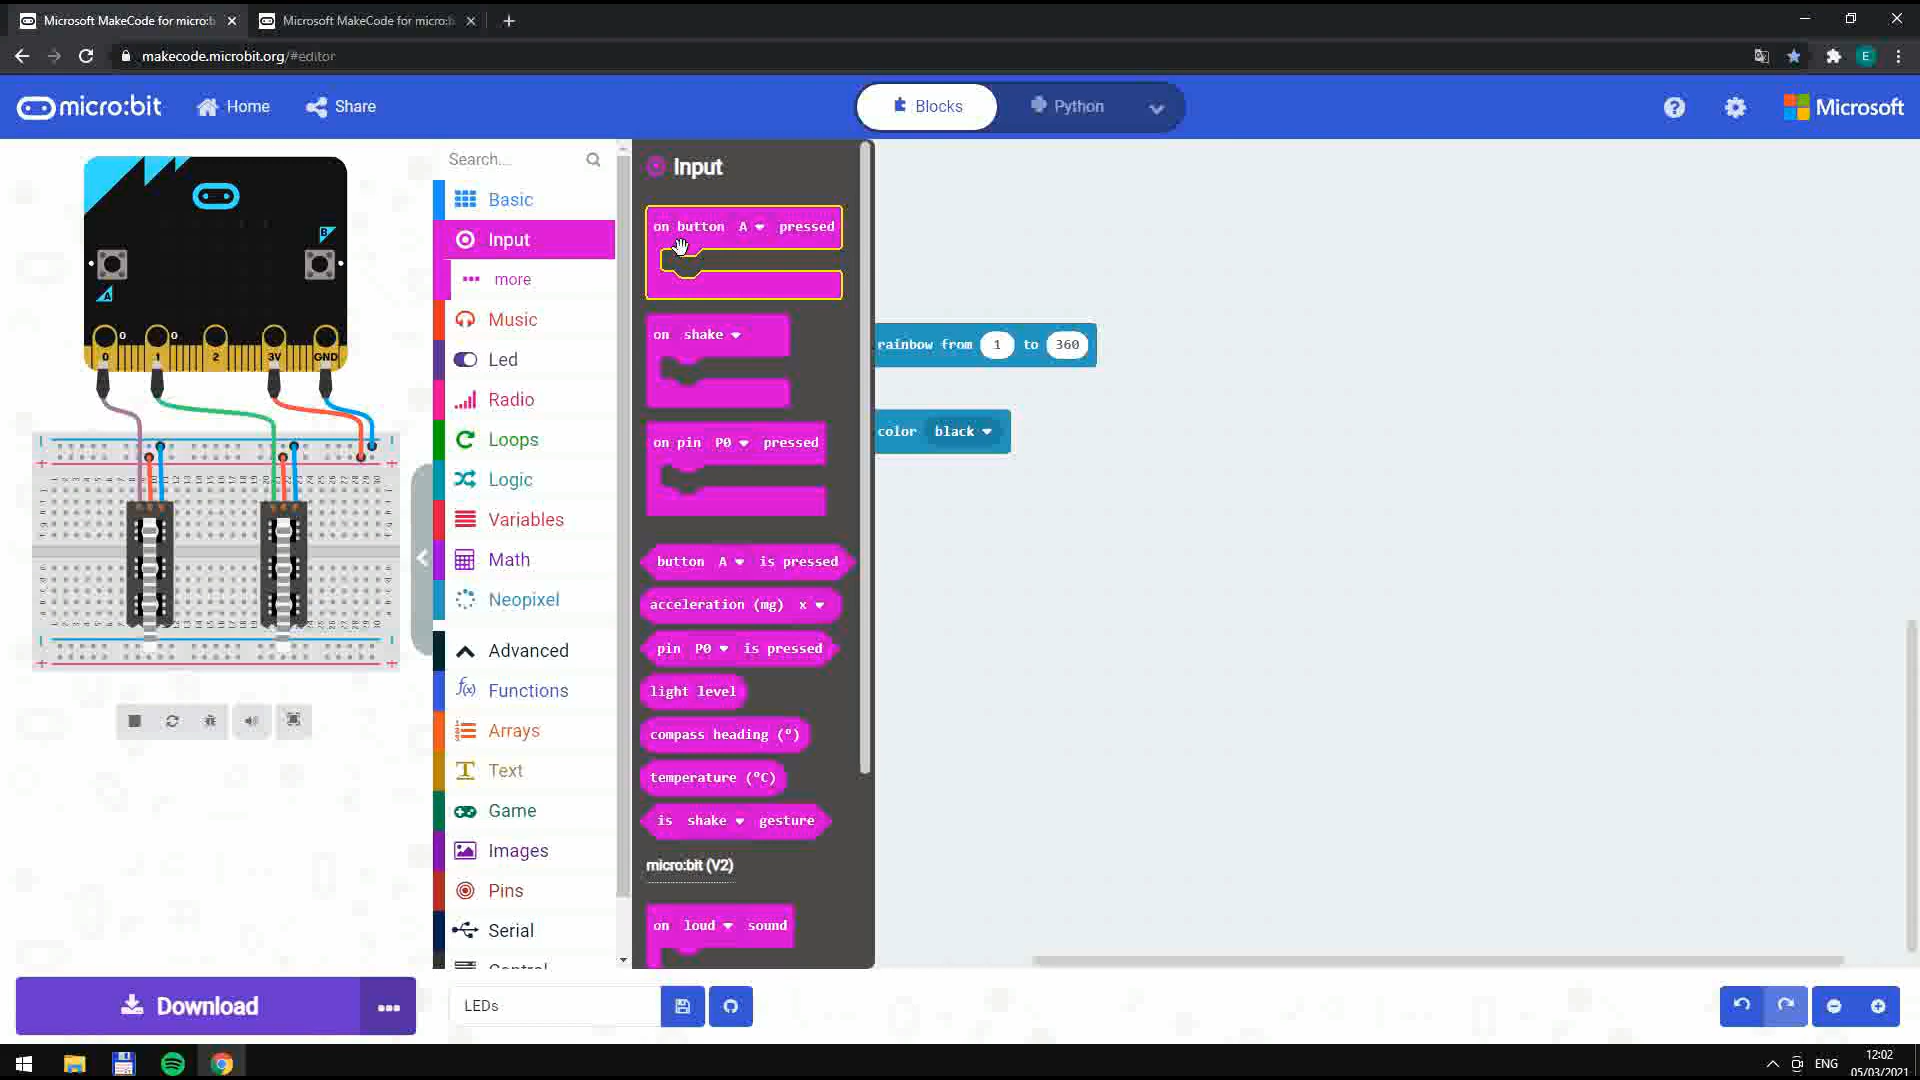 Microsoft MakeCode for micro:b
Microsoft MakeCode for micro:b
makecode.microbit.org/#editor
E
micro:bit
Home
Share
Blocks
Python
Microsoft
Search...
Basic
Input
more
Music
Led
Radio
Loops
Logic
Variables
Math
Neopixel
Advanced
Functions
Arrays
Text
Game
Images
Pins
Serial
Input
on button A pressed
on shake
on pin P0 pressed
button A is pressed
acceleration (mg) x
pin P0 is pressed
light level
compass heading (°)
temperature (°C)
is shake gesture
micro:bit (V2)
on loud sound
rainbow from 1 to 360
color black
A
B
0
0
0 1 2 3V GND
Download
LEDs
ENG
12:02
05/03/2021